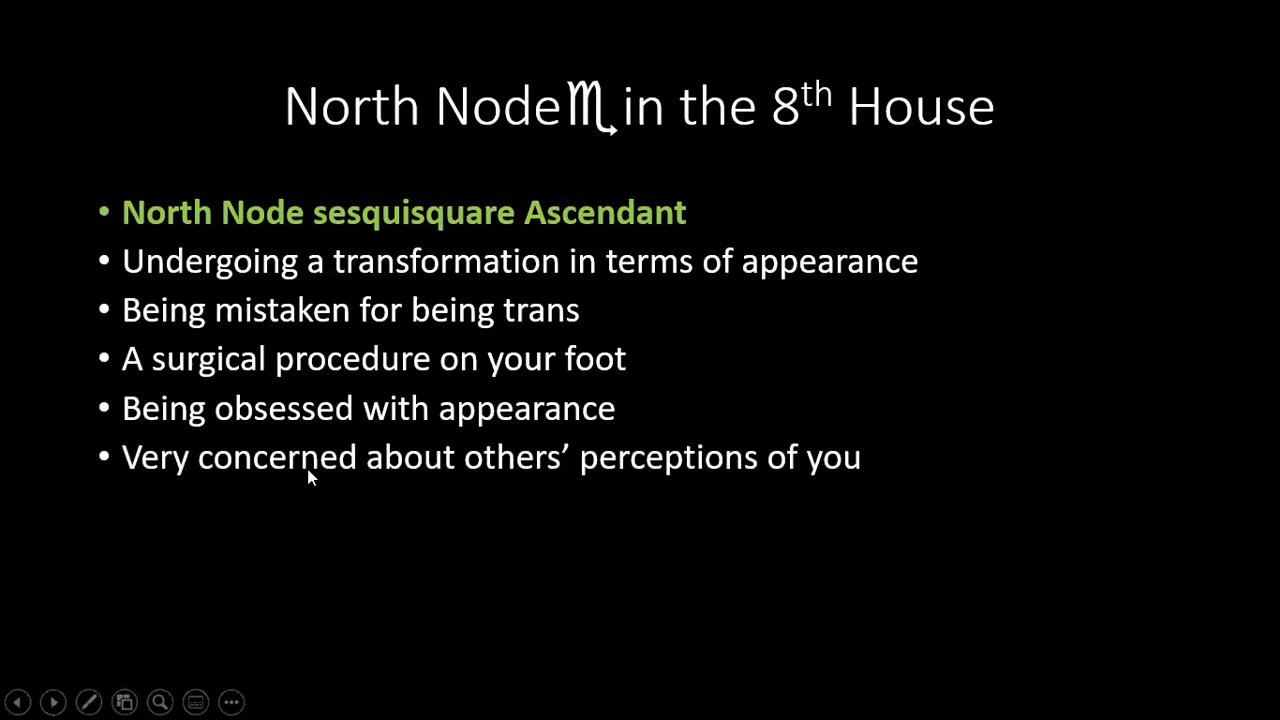 North Node♏in the 8th House
• North Node sesquisquare Ascendant
• Undergoing a transformation in terms of appearance
• Being mistaken for being trans
• A surgical procedure on your foot
• Being obsessed with appearance
• Very concerned about others’ perceptions of you